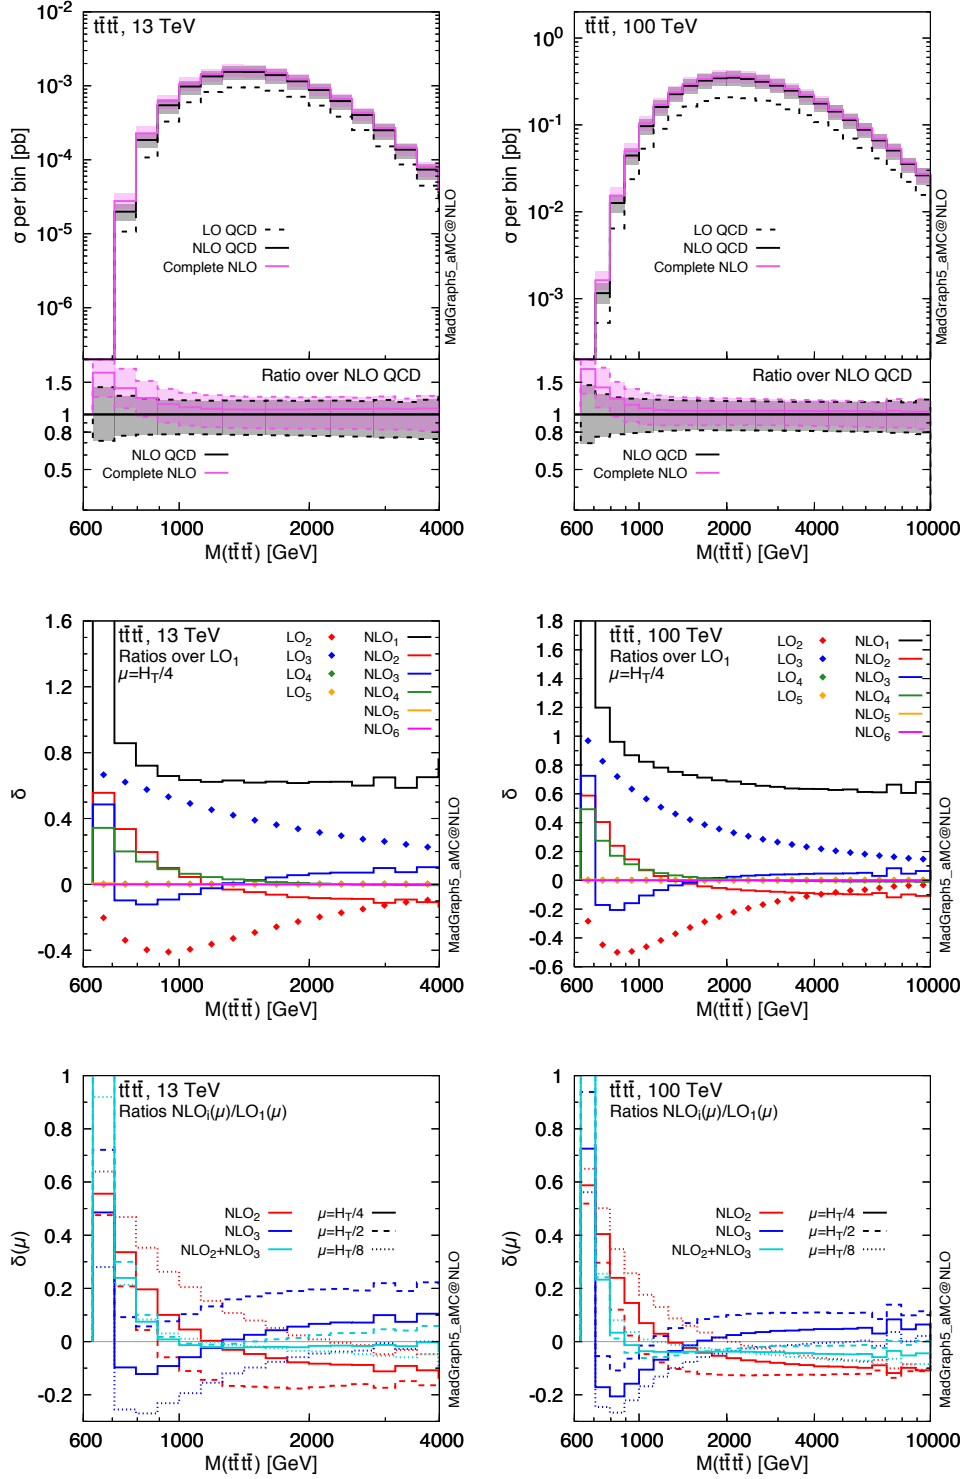 tt̄tt̄, 13 TeV
10⁻²
10⁻³
10⁻⁴
10⁻⁵
10⁻⁶
σ per bin [pb]
LO QCD
NLO QCD
Complete NLO
MadGraph5_aMC@NLO
Ratio over NLO QCD
1.5
1
0.8
0.5
NLO QCD
Complete NLO
600 1000 2000 4000
M(tt̄tt̄) [GeV]
tt̄tt̄, 100 TeV
10⁰
10⁻¹
10⁻²
10⁻³
σ per bin [pb]
LO QCD
NLO QCD
Complete NLO
MadGraph5_aMC@NLO
Ratio over NLO QCD
1.5
1
0.8
0.5
NLO QCD
Complete NLO
600 1000 2000 4000 10000
M(tt̄tt̄) [GeV]
tt̄tt̄, 13 TeV
Ratios over LO₁
μ=H_T/4
LO₂ NLO₁
LO₃ NLO₂
LO₄ NLO₃
LO₅ NLO₄
NLO₅
NLO₆
1.6
1.2
0.8
0.4
0
-0.4
δ
MadGraph5_aMC@NLO
600 1000 2000 4000
M(tt̄tt̄) [GeV]
tt̄tt̄, 100 TeV
Ratios over LO₁
μ=H_T/4
LO₂ NLO₁
LO₃ NLO₂
LO₄ NLO₃
LO₅ NLO₄
NLO₅
NLO₆
1.8
1.6
1.4
1.2
1
0.8
0.6
0.4
0.2
0
-0.2
-0.4
-0.6
δ
MadGraph5_aMC@NLO
600 1000 2000 4000 10000
M(tt̄tt̄) [GeV]
tt̄tt̄, 13 TeV
Ratios NLOᵢ(μ)/LO₁(μ)
NLO₂ μ=H_T/4
NLO₃ μ=H_T/2
NLO₂+NLO₃ μ=H_T/8
1
0.8
0.6
0.4
0.2
0
-0.2
δ(μ)
MadGraph5_aMC@NLO
600 1000 2000 4000
M(tt̄tt̄) [GeV]
tt̄tt̄, 100 TeV
Ratios NLOᵢ(μ)/LO₁(μ)
NLO₂ μ=H_T/4
NLO₃ μ=H_T/2
NLO₂+NLO₃ μ=H_T/8
1
0.8
0.6
0.4
0.2
0
-0.2
δ(μ)
MadGraph5_aMC@NLO
600 1000 2000 4000 10000
M(tt̄tt̄) [GeV]